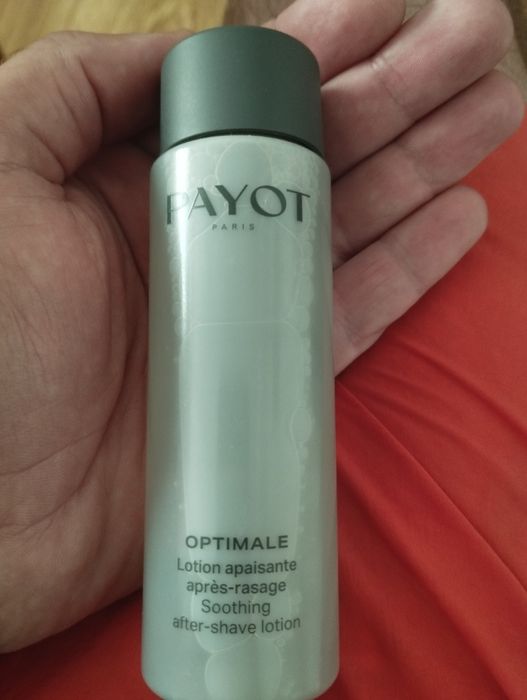 PAYOT
PARIS
OPTIMALE
Lotion apaisante
après-rasage
Soothing
after-shave lotion